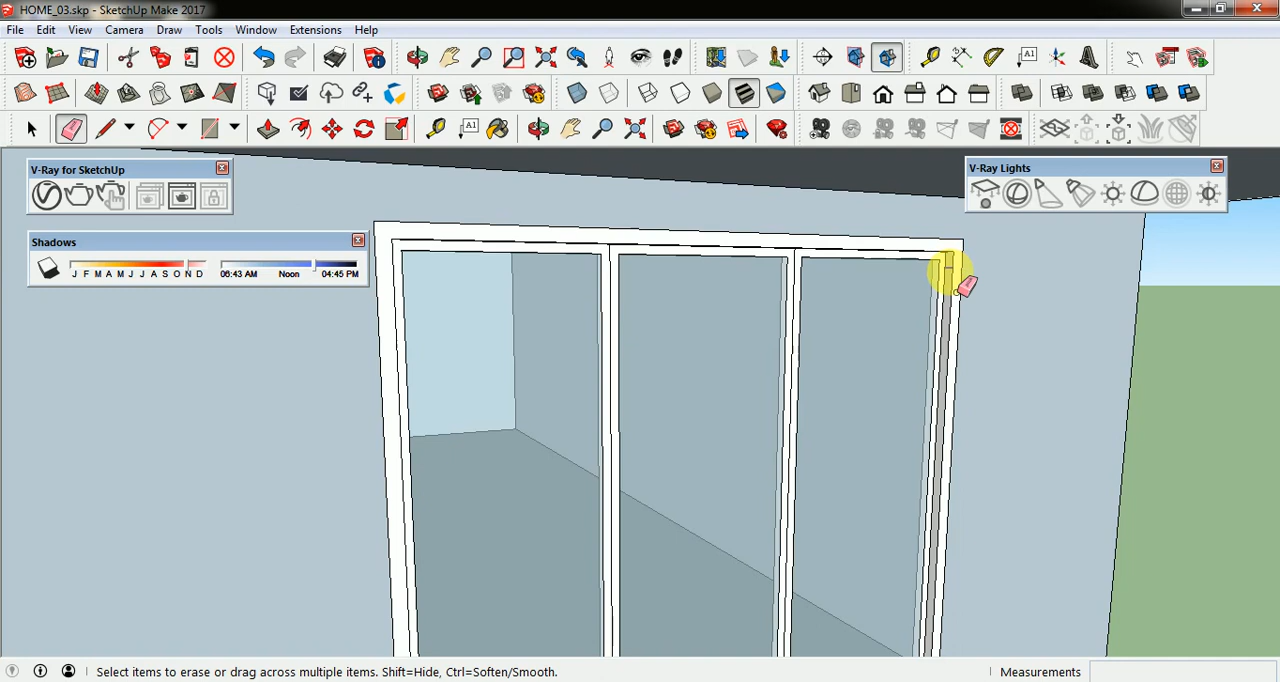 HOME_03.skp - SketchUp Make 2017
File Edit View Camera Draw Tools Window Extensions Help
A1
A1
V-Ray for SketchUp
V-Ray Lights
Shadows
J F M A M J J A S O N D 06:43 AM Noon 04:45 PM
Select items to erase or drag across multiple items. Shift=Hide, Ctrl=Soften/Smooth.
Measurements